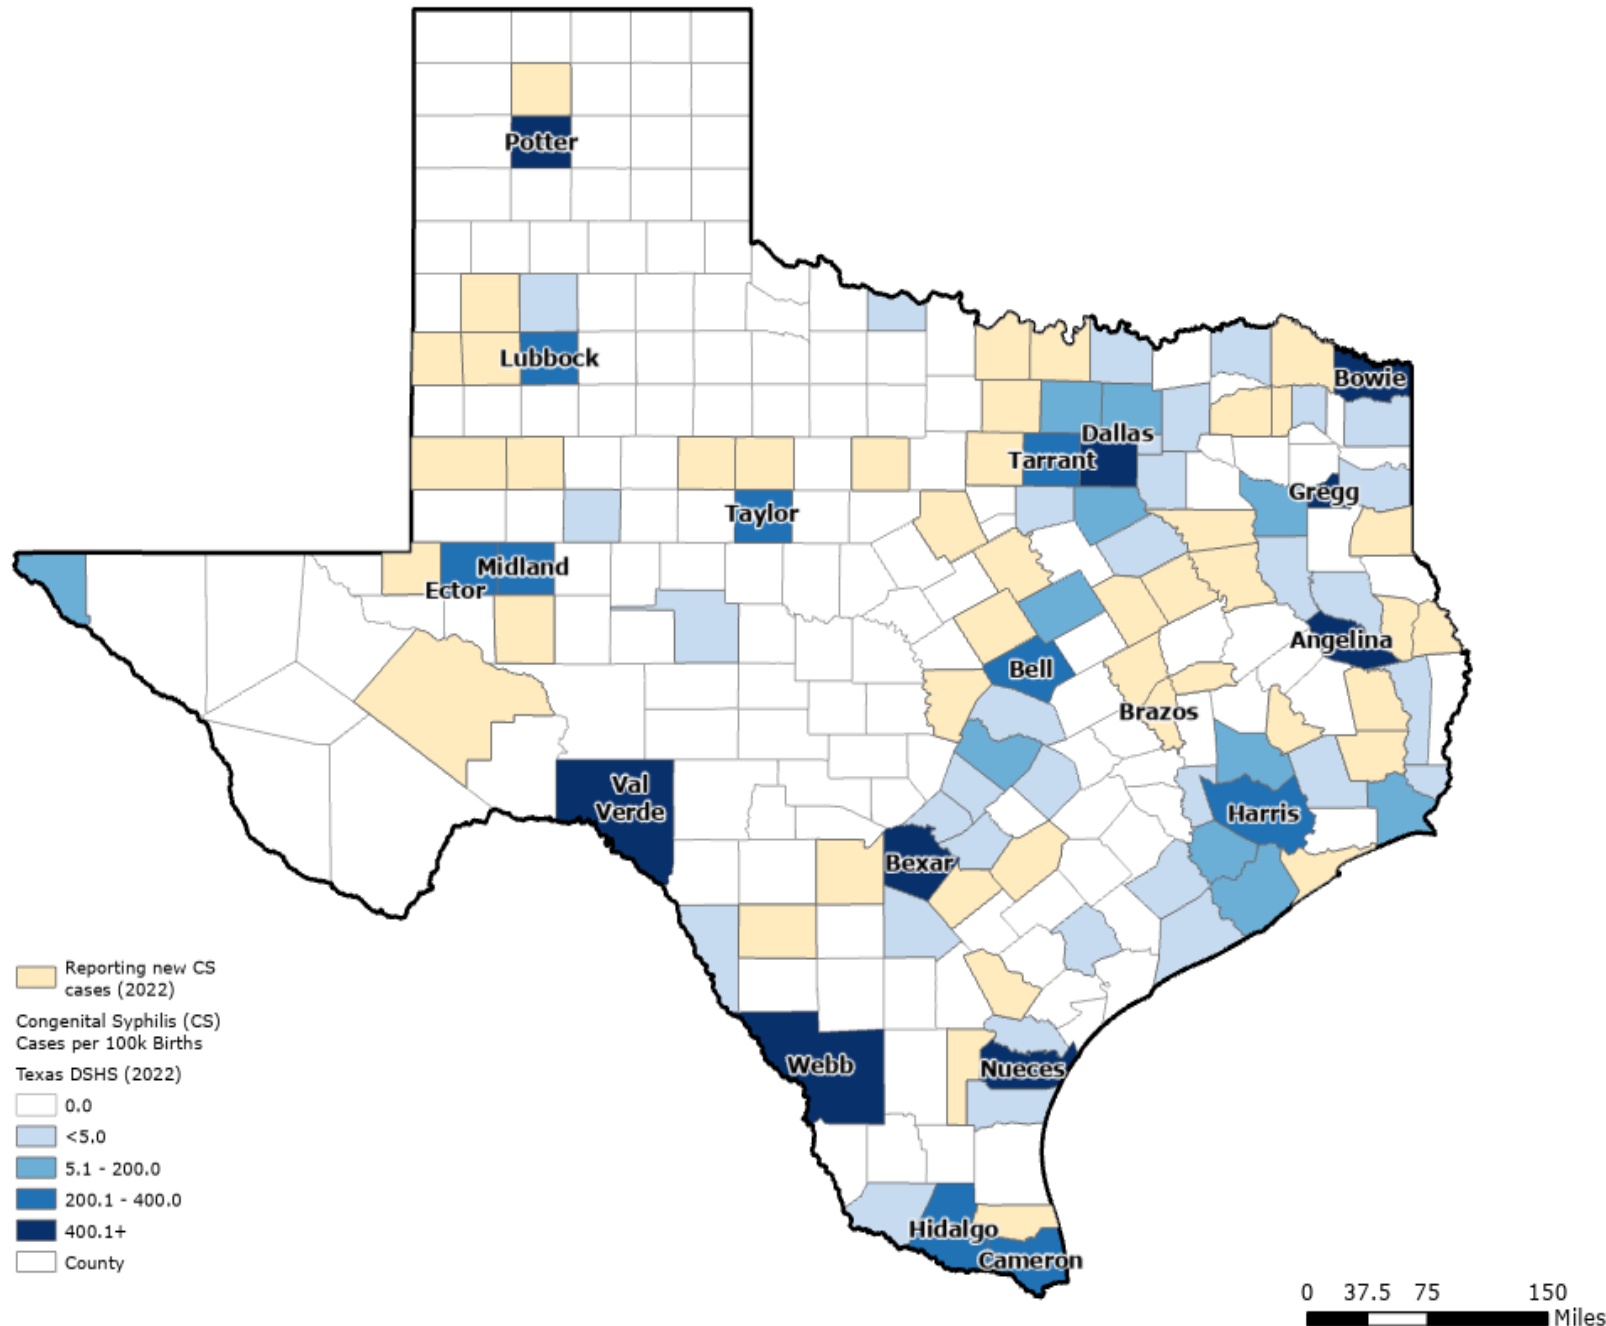 Potter
Lubbock
Bowie
Dallas
Tarrant
Gregg
Taylor
Midland
Ector
Angelina
Bell
Brazos
Val
Verde
Harris
Bexar
Webb
Nueces
Hidalgo
Cameron
Reporting new CS
cases (2022)
Congenital Syphilis (CS)
Cases per 100k Births
Texas DSHS (2022)
0.0
<5.0
5.1 - 200.0
200.1 - 400.0
400.1+
County
0 37.5 75 150
Miles